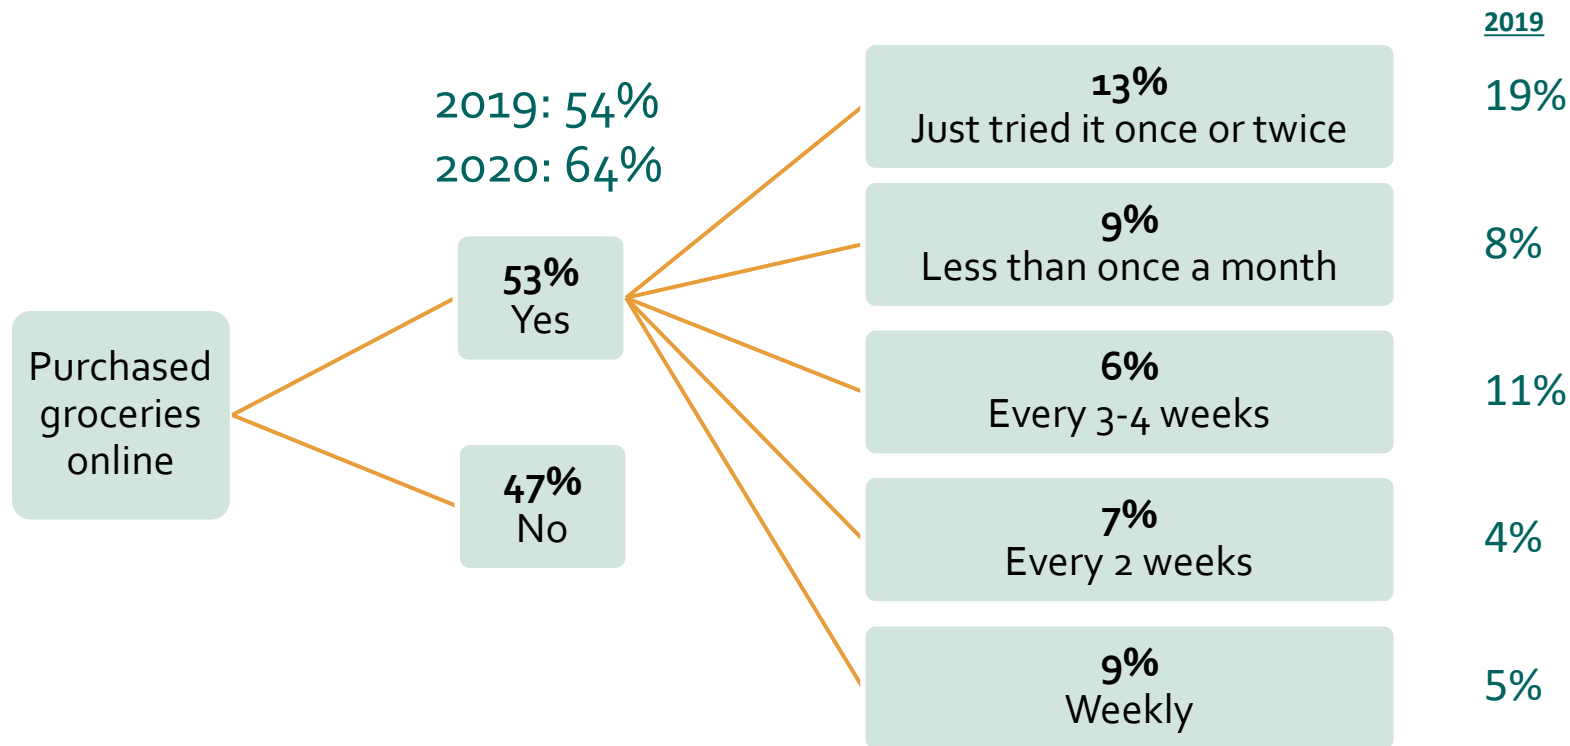 2019
2019: 54%
2020: 64%
13%
Just tried it once or twice
19%
9%
Less than once a month
8%
53%
Yes
Purchased
groceries
online
6%
Every 3-4 weeks
11%
47%
No
7%
Every 2 weeks
4%
9%
Weekly
5%